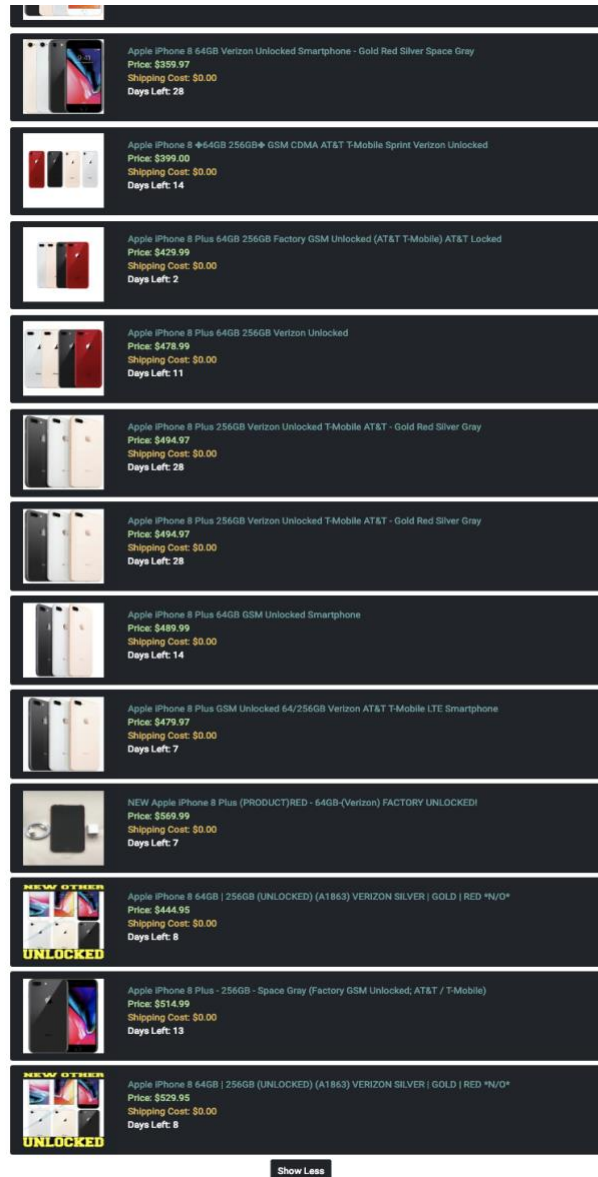 Apple iPhone 8 64GB Verizon Unlocked Smartphone - Gold Red Silver Space Gray
Price: $359.97
Shipping Cost: $0.00
Days Left: 28
Apple iPhone 8 ✤64GB 256GB✤ GSM CDMA AT&T T-Mobile Sprint Verizon Unlocked
Price: $399.00
Shipping Cost: $0.00
Days Left: 14
Apple iPhone 8 Plus 64GB 256GB Factory GSM Unlocked (AT&T T-Mobile) AT&T Locked
Price: $429.99
Shipping Cost: $0.00
Days Left: 2
Apple iPhone 8 Plus 64GB 256GB Verizon Unlocked
Price: $478.99
Shipping Cost: $0.00
Days Left: 11
Apple iPhone 8 Plus 256GB Verizon Unlocked T-Mobile AT&T - Gold Red Silver Gray
Price: $494.97
Shipping Cost: $0.00
Days Left: 28
Apple iPhone 8 Plus 256GB Verizon Unlocked T-Mobile AT&T - Gold Red Silver Gray
Price: $494.97
Shipping Cost: $0.00
Days Left: 28
Apple iPhone 8 Plus 64GB GSM Unlocked Smartphone
Price: $489.99
Shipping Cost: $0.00
Days Left: 14
Apple iPhone 8 Plus GSM Unlocked 64/256GB Verizon AT&T T-Mobile LTE Smartphone
Price: $479.97
Shipping Cost: $0.00
Days Left: 7
NEW Apple iPhone 8 Plus (PRODUCT)RED - 64GB-(Verizon) FACTORY UNLOCKED!
Price: $569.99
Shipping Cost: $0.00
Days Left: 7
NEW OTHER
UNLOCKED
Apple iPhone 8 64GB | 256GB (UNLOCKED) (A1863) VERIZON SILVER | GOLD | RED *N/O*
Price: $444.95
Shipping Cost: $0.00
Days Left: 8
Apple iPhone 8 Plus - 256GB - Space Gray (Factory GSM Unlocked; AT&T / T-Mobile)
Price: $514.99
Shipping Cost: $0.00
Days Left: 13
NEW OTHER
UNLOCKED
Apple iPhone 8 64GB | 256GB (UNLOCKED) (A1863) VERIZON SILVER | GOLD | RED *N/O*
Price: $529.95
Shipping Cost: $0.00
Days Left: 8
Show Less